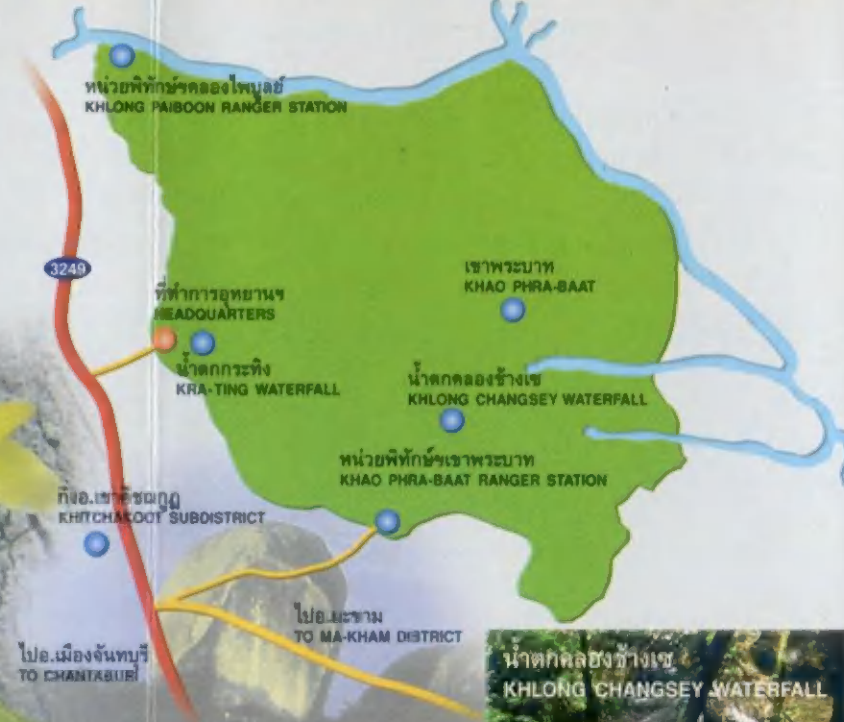 หน่วยพิทักษ์ฯคลองไพบูลย์
KHLONG PAIBOON RANGER STATION
3249
เขาพระบาท
KHAO PHRA-BAAT
ที่ทำการอุทยานฯ
HEADQUARTERS
น้ำตกกระทิง
KRA-TING WATERFALL
น้ำตกคลองช้างเซ
KHLONG CHANGSEY WATERFALL
หน่วยพิทักษ์ฯเขาพระบาท
KHAO PHRA-BAAT RANGER STATION
กิ่งอ.เขาคิชฌกูฏ
KHITCHAKOOT SUBDISTRICT
ไปอ.มะขาม
TO MA-KHAM DISTRICT
ไปอ.เมืองจันทบุรี
TO CHANTABURI
น้ำตกคลองช้างเซ
KHLONG CHANGSEY WATERFALL